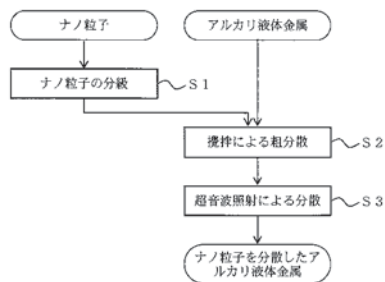 ナノ粒子
アルカリ液体金属
ナノ粒子の分級
S1
攪拌による粗分散
S2
超音波照射による分散
S3
ナノ粒子を分散したア
ルカリ液体金属